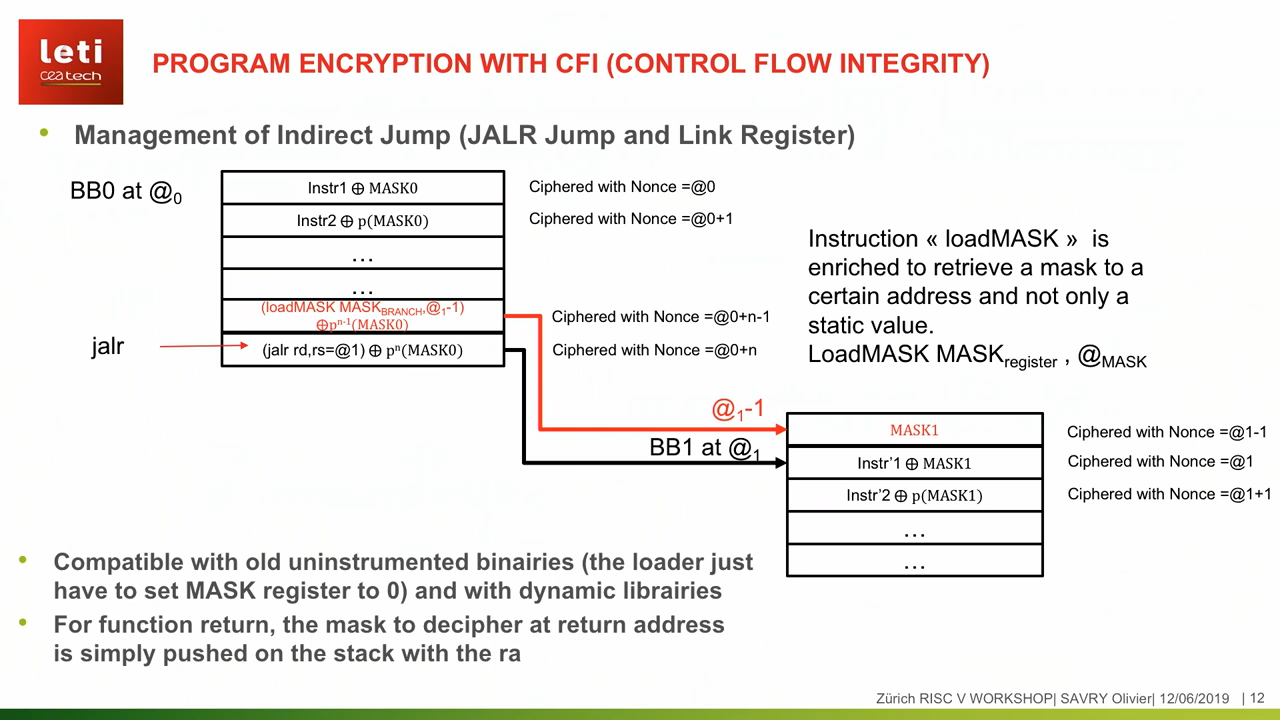 leti
ceatech
PROGRAM ENCRYPTION WITH CFI (CONTROL FLOW INTEGRITY)
• Management of Indirect Jump (JALR Jump and Link Register)
BB0 at @0
Instr1 ⊕ MASK0
Ciphered with Nonce =@0
Instr2 ⊕ p(MASK0)
Ciphered with Nonce =@0+1
…
…
(loadMASK MASKBRANCH,@1-1)
⊕pn-1(MASK0)
Ciphered with Nonce =@0+n-1
jalr
(jalr rd,rs=@1) ⊕ pn(MASK0)
Ciphered with Nonce =@0+n
Instruction « loadMASK » is
enriched to retrieve a mask to a
certain address and not only a
static value.
LoadMASK MASKregister , @MASK
@1-1
MASK1
Ciphered with Nonce =@1-1
BB1 at @1
Instr’1 ⊕ MASK1
Ciphered with Nonce =@1
Instr’2 ⊕ p(MASK1)
Ciphered with Nonce =@1+1
…
…
• Compatible with old uninstrumented binairies (the loader just
have to set MASK register to 0) and with dynamic librairies
• For function return, the mask to decipher at return address
is simply pushed on the stack with the ra
Zürich RISC V WORKSHOP| SAVRY Olivier| 12/06/2019 | 12